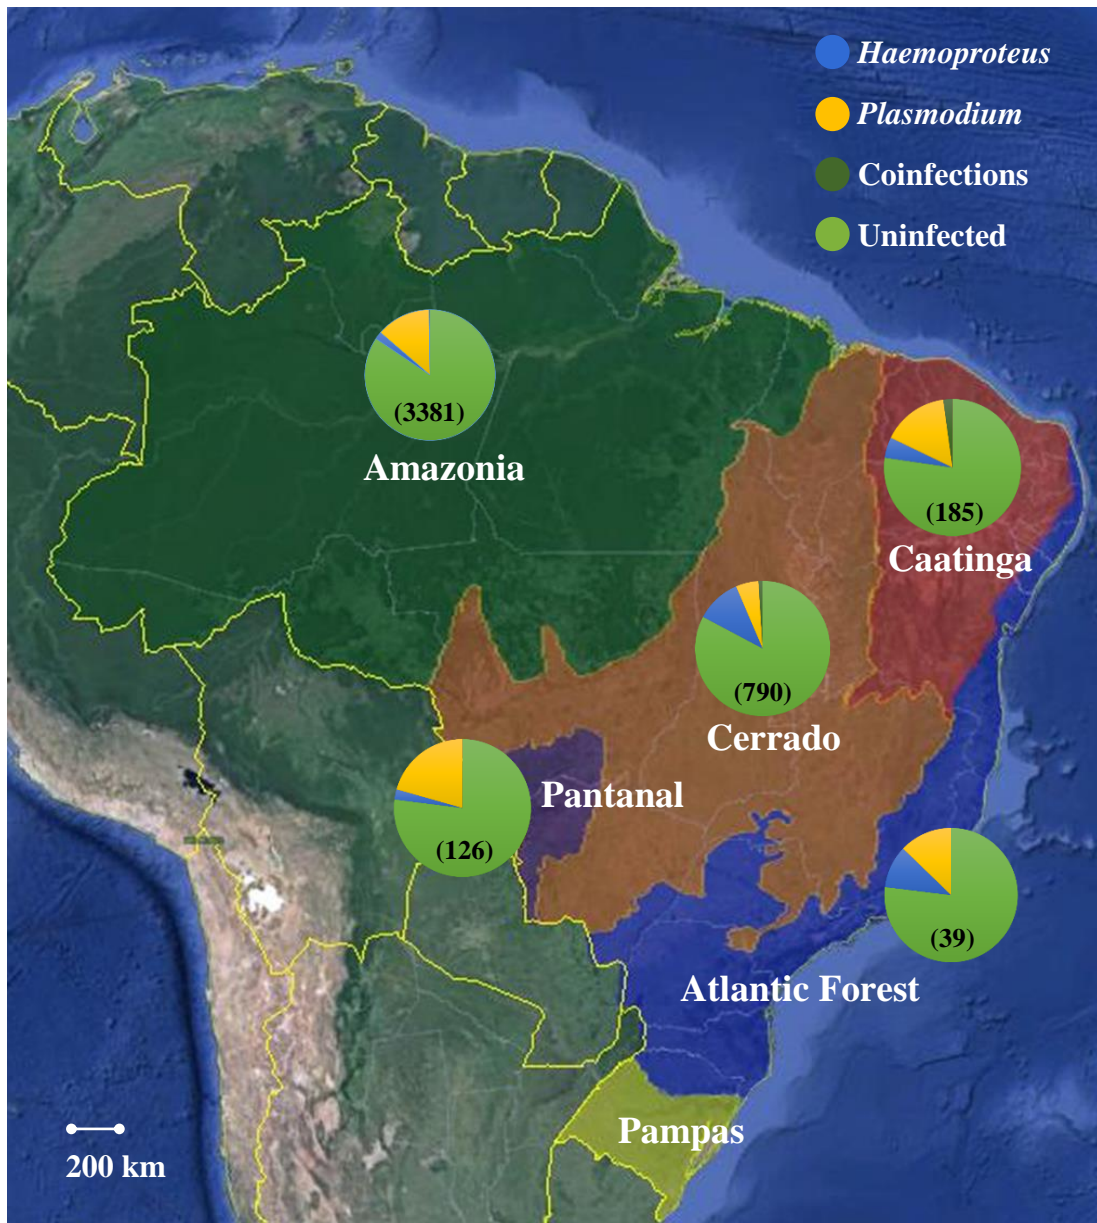 Haemoproteus
Plasmodium
Coinfections
Uninfected
(3381)
Amazonia
(185)
Caatinga
(790)
Cerrado
Pantanal
(126)
(39)
Atlantic Forest
Pampas
200 km